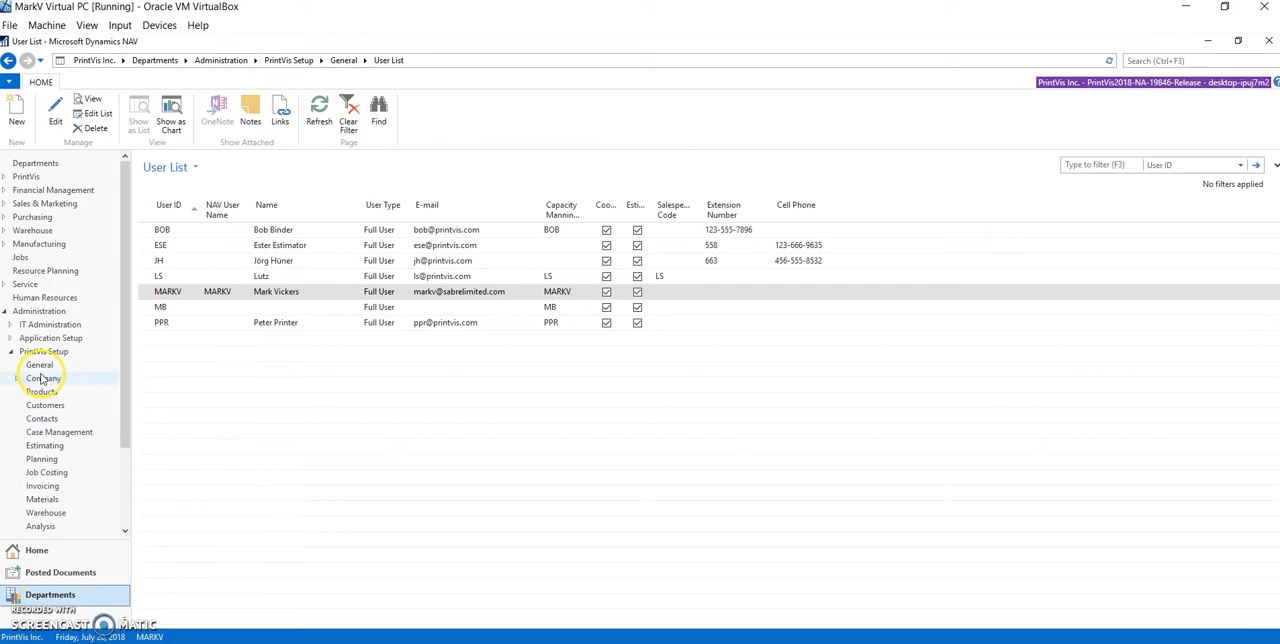 MarkV Virtual PC [Running] - Oracle VM VirtualBox
File Machine View Input Devices Help
User List - Microsoft Dynamics NAV
PrintVis Inc. Departments Administration PrintVis Setup General User List
Search (Ctrl+F3)
HOME
PrintVis Inc. - PrintVis2018-NA-19846-Release - desktop-ipuj7m2
New
Edit
View
Edit List
Delete
Show as List
Show as Chart
OneNote
Notes
Links
Refresh
Clear Filter
Find
New Manage View Show Attached Page
Departments
PrintVis
Financial Management
Sales & Marketing
Purchasing
Warehouse
Manufacturing
Jobs
Resource Planning
Service
Human Resources
Administration
IT Administration
Application Setup
PrintVis Setup
General
Company
Products
Customers
Contacts
Case Management
Estimating
Planning
Job Costing
Invoicing
Materials
Warehouse
Analysis
Home
Posted Documents
Departments
User List
Type to filter (F3) User ID
No filters applied
User ID NAV User Name Name User Type E-mail Capacity Mannin... Coo... Esti... Salespe... Code Extension Number Cell Phone
BOB Bob Binder Full User bob@printvis.com BOB 123-555-7896
ESE Ester Estimator Full User ese@printvis.com 558 123-666-9635
JH Jörg Hüner Full User jh@printvis.com 663 456-555-8532
LS Lutz Full User ls@printvis.com LS LS
MARKV MARKV Mark Vickers Full User markv@sabrelimited.com MARKV
MB Full User MB
PPR Peter Printer Full User ppr@printvis.com PPR
RECORDED WITH
SCREENCAST MATIC
PrintVis Inc. Friday, July 20, 2018 MARKV